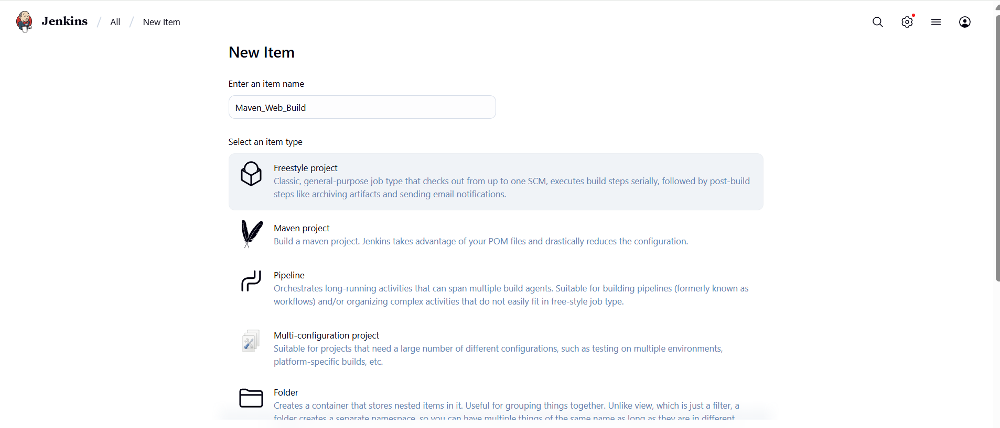 Jenkins / All / New Item
New Item
Enter an item name
Maven_Web_Build
Select an item type
Freestyle project
Classic, general-purpose job type that checks out from up to one SCM, executes build steps serially, followed by post-build
steps like archiving artifacts and sending email notifications.
Maven project
Build a maven project. Jenkins takes advantage of your POM files and drastically reduces the configuration.
Pipeline
Orchestrates long-running activities that can span multiple build agents. Suitable for building pipelines (formerly known as
workflows) and/or organizing complex activities that do not easily fit in free-style job type.
Multi-configuration project
Suitable for projects that need a large number of different configurations, such as testing on multiple environments,
platform-specific builds, etc.
Folder
Creates a container that stores nested items in it. Useful for grouping things together. Unlike view, which is just a filter, a
folder creates a separate namespace, so you can have multiple things of the same name as long as they are in different